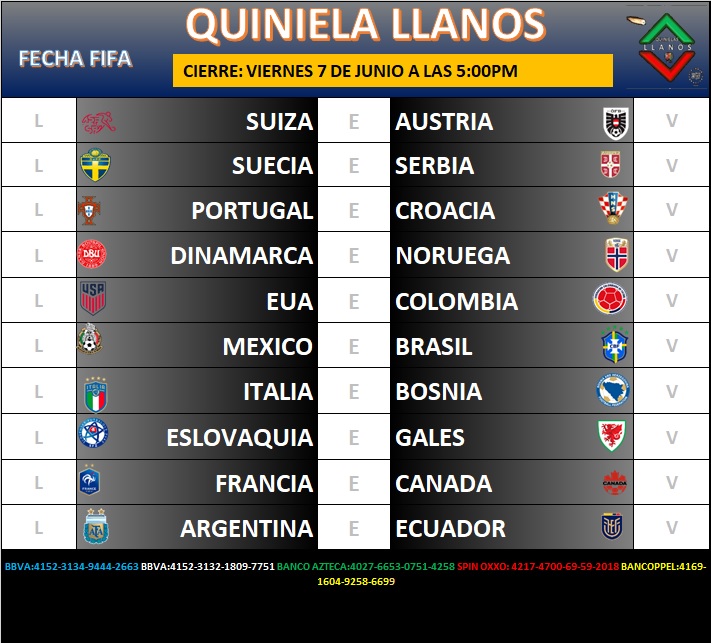 QUINIELA LLANOS
FECHA FIFA
CIERRE: VIERNES 7 DE JUNIO A LAS 5:00PM
QUINIELAS
LLANOS
L SUIZA E AUSTRIA V
L SUECIA E SERBIA V
L PORTUGAL E CROACIA V
L DINAMARCA E NORUEGA V
L EUA E COLOMBIA V
L MEXICO E BRASIL V
L ITALIA E BOSNIA V
L ESLOVAQUIA E GALES V
L FRANCIA E CANADA V
L ARGENTINA E ECUADOR V
BBVA:4152-3134-9444-2663 BBVA:4152-3132-1809-7751 BANCO AZTECA:4027-6653-0751-4258 SPIN OXXO: 4217-4700-69-59-2018 BANCOPPEL:4169-
1604-9258-6699